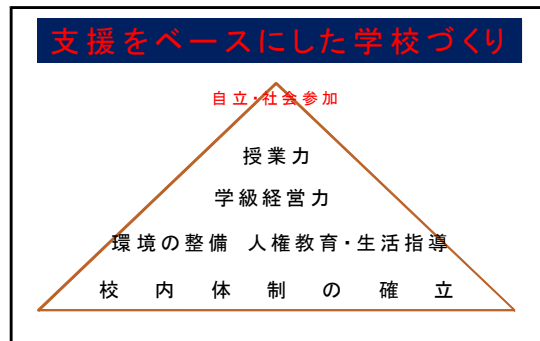 支援をベースにした学校づくり
自立・社会参加
授業力
学級経営力
環境の整備 人権教育・生活指導
校内体制の確立